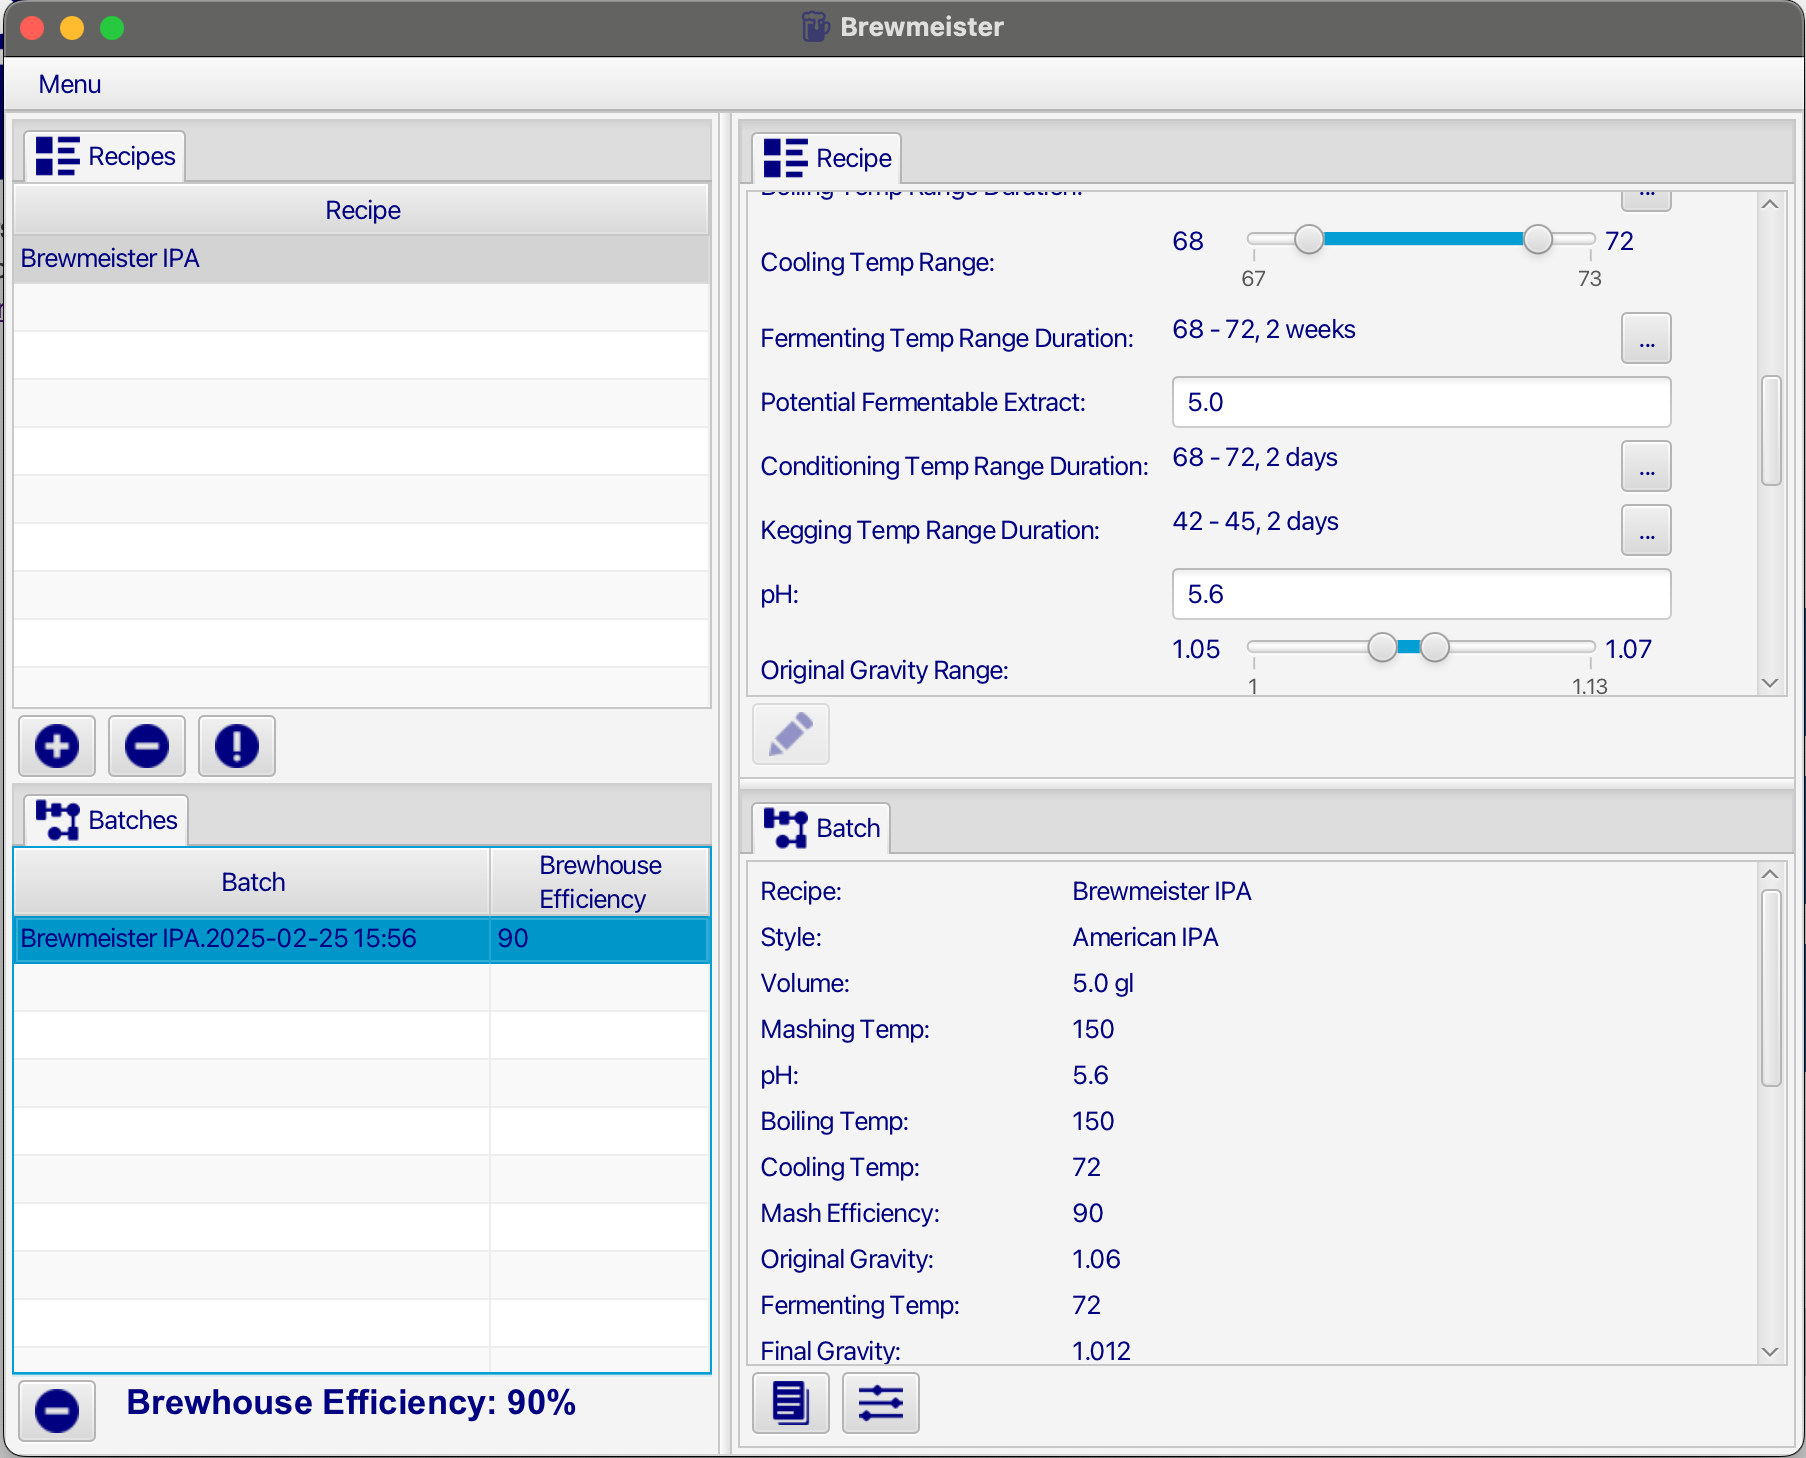 Brewmeister
Menu
Recipes
Recipe
Brewmeister IPA
Batches
Batch
Brewhouse
Efficiency
Brewmeister IPA.2025-02-25 15:56 90
Brewhouse Efficiency: 90%
Recipe
Boiling Temp Range Duration: ...
Cooling Temp Range: 68 72
67 73
Fermenting Temp Range Duration: 68 - 72, 2 weeks ...
Potential Fermentable Extract: 5.0
Conditioning Temp Range Duration: 68 - 72, 2 days ...
Kegging Temp Range Duration: 42 - 45, 2 days ...
pH: 5.6
Original Gravity Range: 1.05 1.07
1 1.13
Batch
Recipe: Brewmeister IPA
Style: American IPA
Volume: 5.0 gl
Mashing Temp: 150
pH: 5.6
Boiling Temp: 150
Cooling Temp: 72
Mash Efficiency: 90
Original Gravity: 1.06
Fermenting Temp: 72
Final Gravity: 1.012